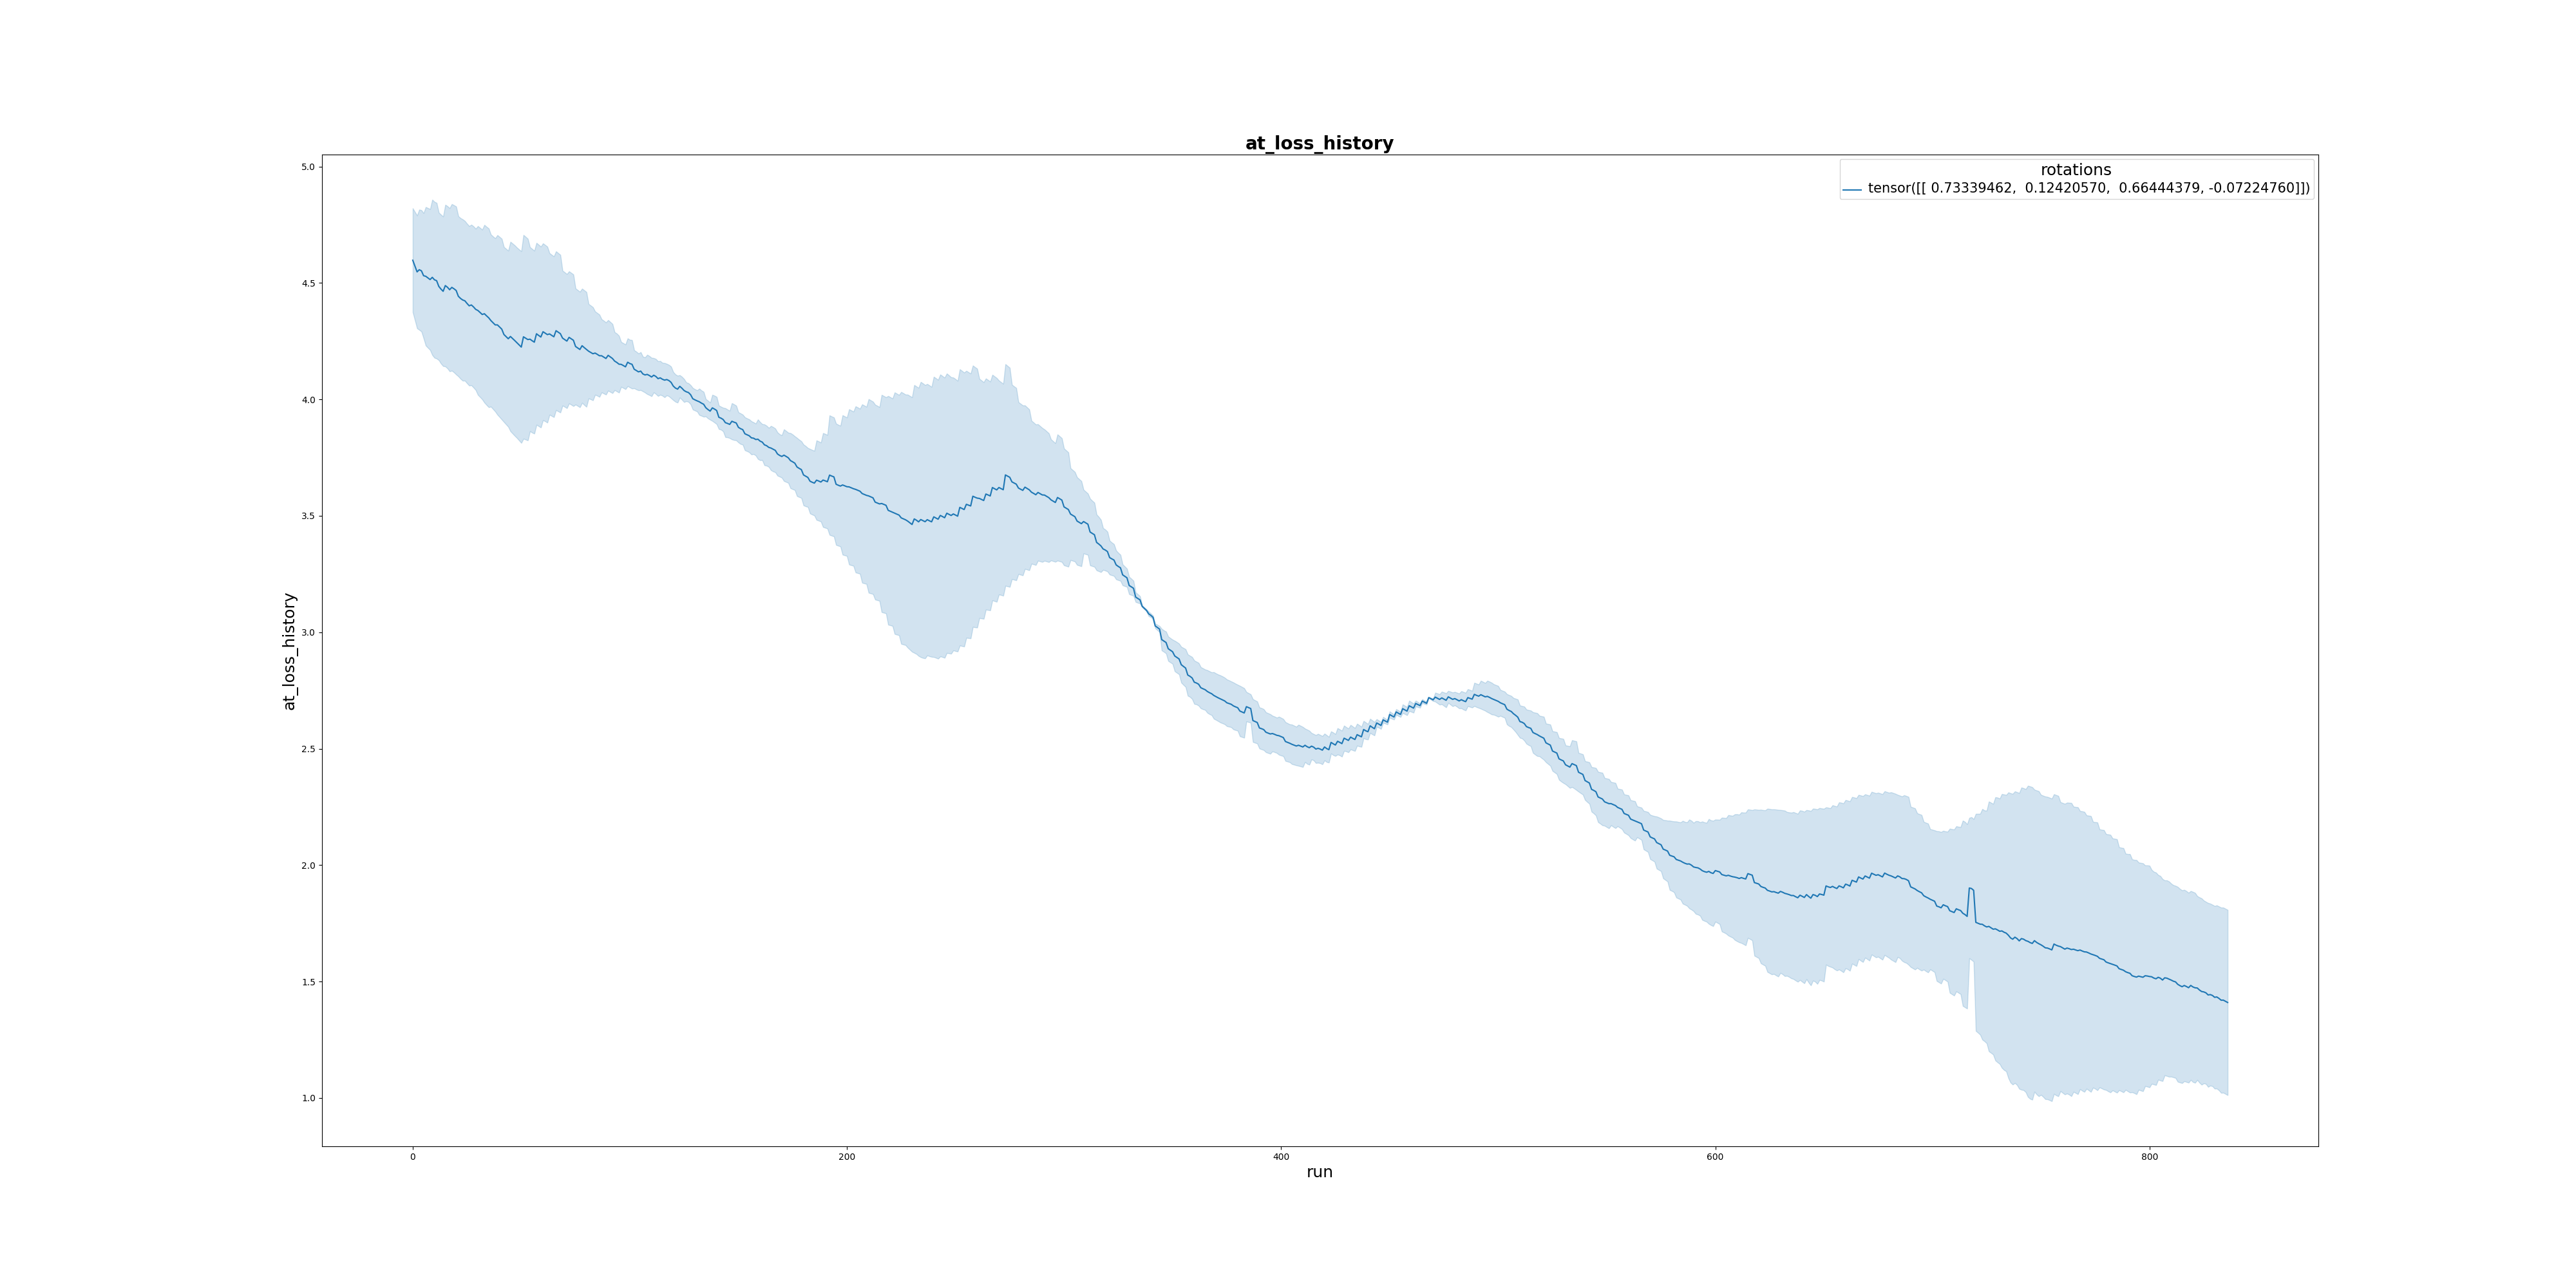 at_loss_history
rotations
tensor([[ 0.73339462,  0.12420570,  0.66444379, -0.07224760]])
5.0
4.5
4.0
3.5
3.0
2.5
2.0
1.5
1.0
at_loss_history
0 200 400 600 800
run